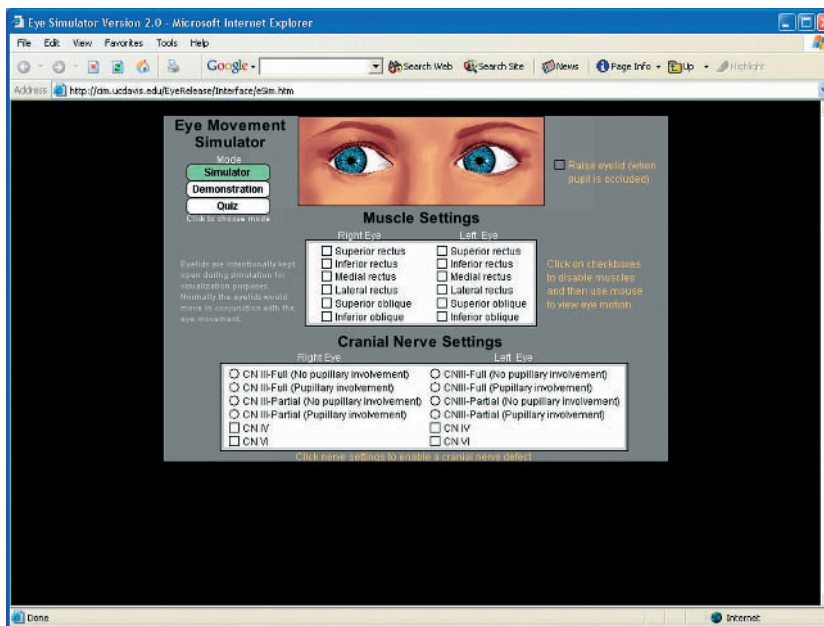 Eye Simulator Version 2.0 - Microsoft Internet Explorer
File Edit View Favorites Tools Help
Google Search Web Search Site News Page Info Up Highlight
Address http://cim.ucdavis.edu/EyeRelease/Interface/eSim.htm
Eye Movement
Simulator
Mode
Simulator
Demonstration
Quiz
Click to choose mode
Raise eyelid (when
pupil is occluded)
Muscle Settings
Right Eye Left Eye
Superior rectus Superior rectus
Inferior rectus Inferior rectus
Medial rectus Medial rectus
Lateral rectus Lateral rectus
Superior oblique Superior oblique
Inferior oblique Inferior oblique
Eyelids are intentionally kept
open during simulation for
visualization purposes.
Normally the eyelids would
move in conjunction with the
eye movement.
Click on checkboxes
to disable muscles
and then use mouse
to view eye motion.
Cranial Nerve Settings
Right Eye Left Eye
CN III-Full (No pupillary involvement) CNIII-Full (No pupillary involvement)
CN III-Full (Pupillary involvement) CNIII-Full (Pupillary involvement)
CN III-Partial (No pupillary involvement) CNIII-Partial (No pupillary involvement)
CN III-Partial (Pupillary involvement) CNIII-Partial (Pupillary involvement)
CN IV CN IV
CN VI CN VI
Click nerve settings to enable a cranial nerve defect
Done Internet